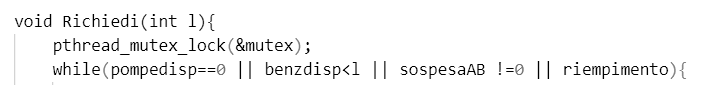 void Richiedi(int l){
pthread_mutex_lock(&mutex);
while(pompedisp==0 || benzdisp<l || sospesaAB !=0 || riempimento){